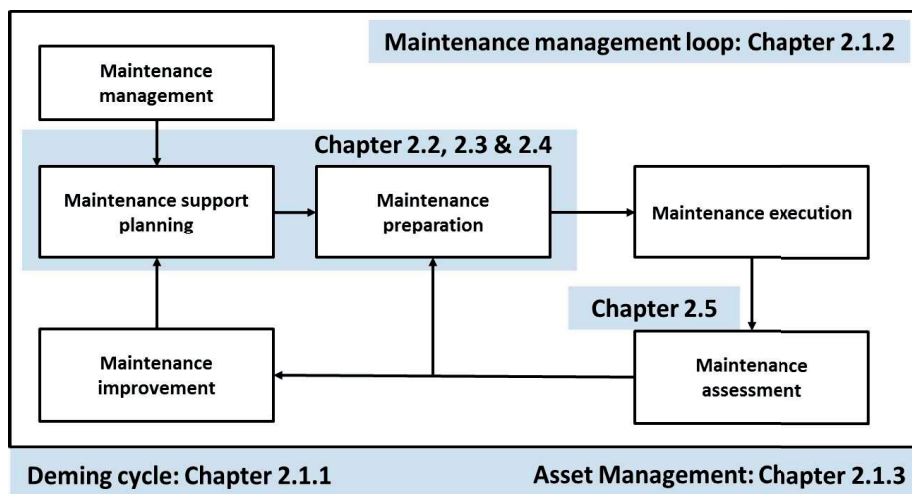 Maintenance management loop: Chapter 2.1.2
Maintenance
management
Chapter 2.2, 2.3 & 2.4
Maintenance support
planning
Maintenance
preparation
Maintenance execution
Chapter 2.5
Maintenance
improvement
Maintenance
assessment
Deming cycle: Chapter 2.1.1
Asset Management: Chapter 2.1.3